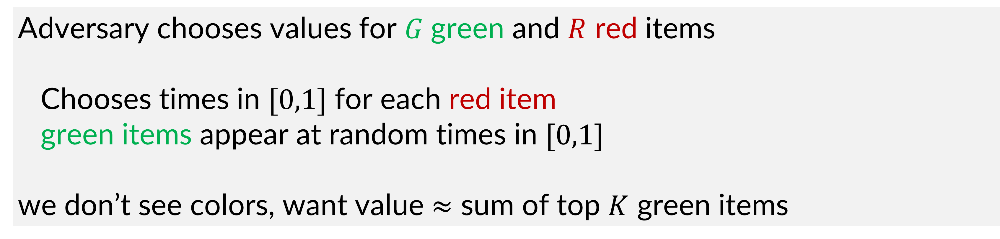 Adversary chooses values for G green and R red items
Chooses times in [0,1] for each red item
green items appear at random times in [0,1]
we don’t see colors, want value ≈ sum of top K green items